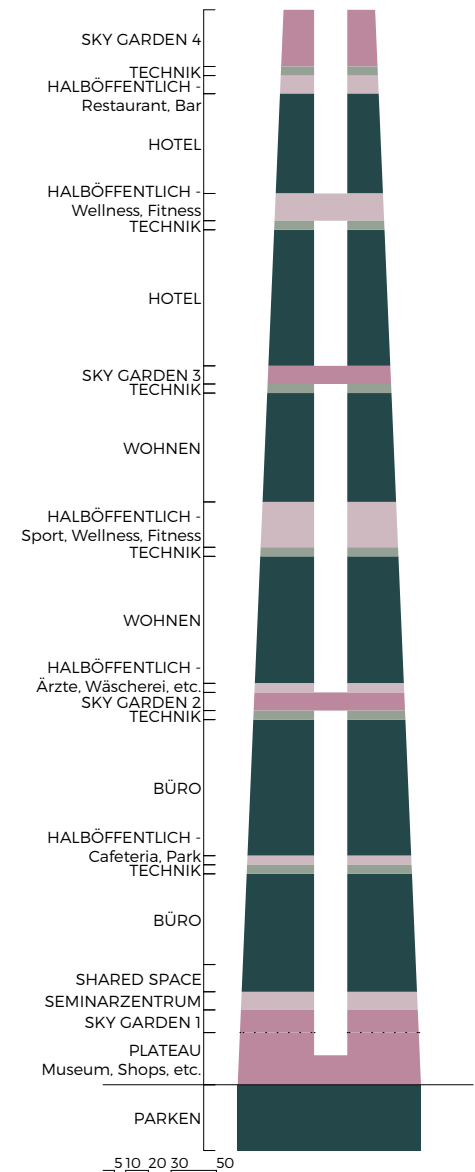 SKY GARDEN 4
TECHNIK
HALBÖFFENTLICH -
Restaurant, Bar
HOTEL
HALBÖFFENTLICH -
Wellness, Fitness
TECHNIK
HOTEL
SKY GARDEN 3
TECHNIK
WOHNEN
HALBÖFFENTLICH -
Sport, Wellness, Fitness
TECHNIK
WOHNEN
HALBÖFFENTLICH -
Ärzte, Wäscherei, etc.
SKY GARDEN 2
TECHNIK
BÜRO
HALBÖFFENTLICH -
Cafeteria, Park
TECHNIK
BÜRO
SHARED SPACE
SEMINARZENTRUM
SKY GARDEN 1
PLATEAU
Museum, Shops, etc.
PARKEN
5 10 20 30 50